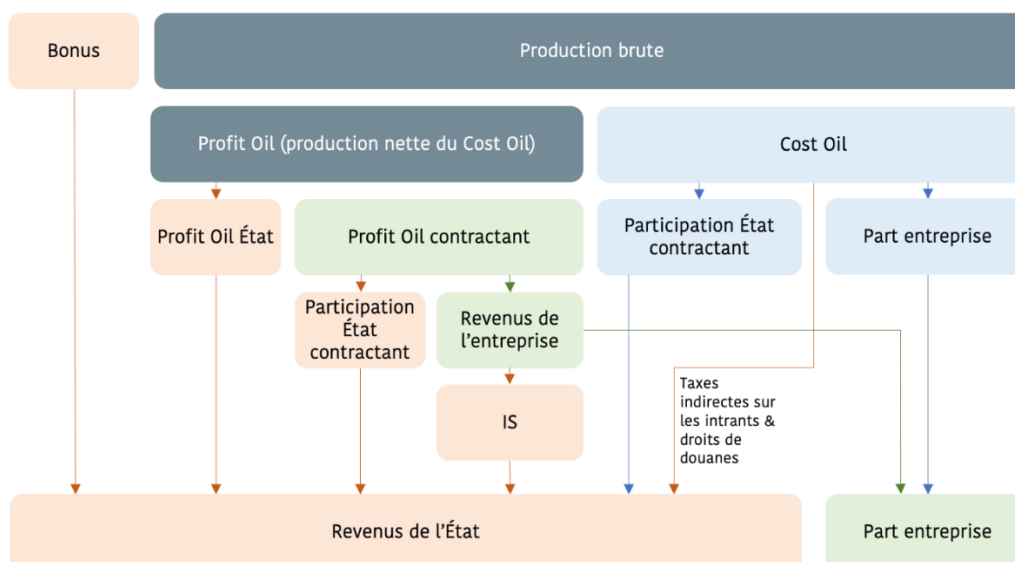 Bonus
Production brute
Profit Oil (production nette du Cost Oil)
Cost Oil
Profit Oil État
Profit Oil contractant
Participation État
contractant
Part entreprise
Participation
État
contractant
Revenus de
l’entreprise
IS
Taxes
indirectes sur
les intrants &
droits de
douanes
Revenus de l’État
Part entreprise